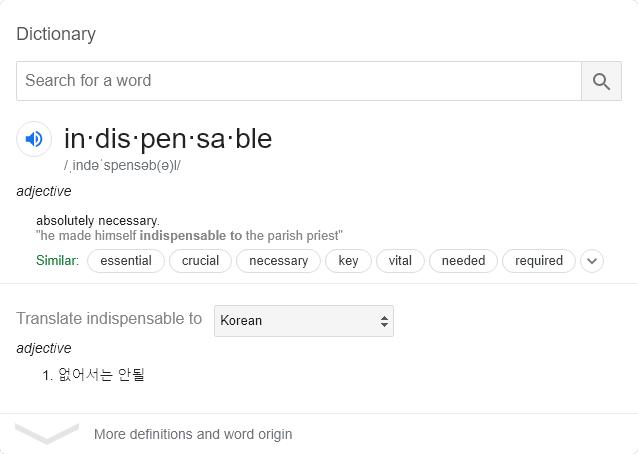 Dictionary
Search for a word
in·dis·pen·sa·ble
/ˌindəˈspensəb(ə)l/
adjective
absolutely necessary.
"he made himself indispensable to the parish priest"
Similar: essential crucial necessary key vital needed required
Translate indispensable to Korean
adjective
1. 없어서는 안될
More definitions and word origin